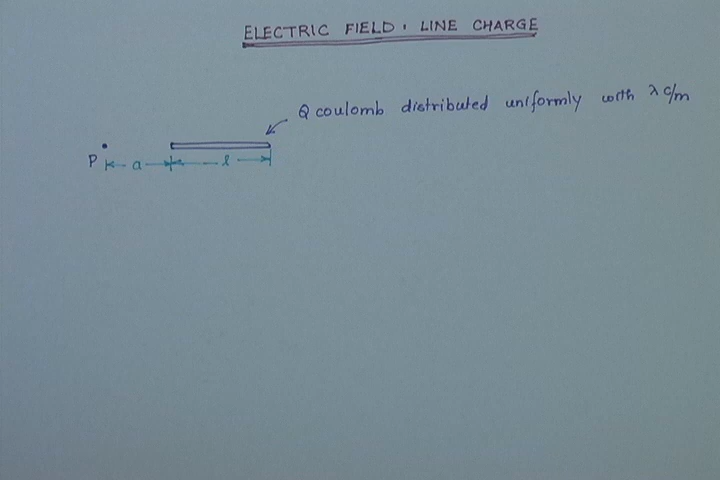 ELECTRIC FIELD : LINE CHARGE
Q coulomb distributed uniformly with λ c/m
P a l